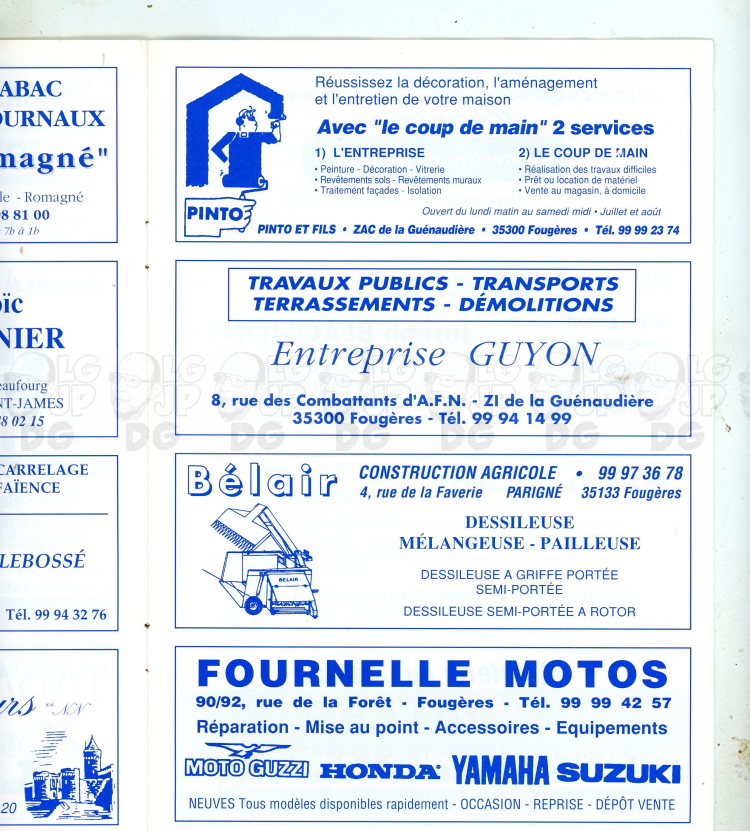 ABAC
OURNAUX
magné"
le - Romagné
98 81 00
7h à 1h
oïc
NIER
eaufourg
NT-JAMES
48 02 15
CARRELAGE
FAÏENCE
LEBOSSÉ
Tél. 99 94 32 76
urs ** NN
20
Réussissez la décoration, l'aménagement
et l'entretien de votre maison
Avec "le coup de main" 2 services
1) L'ENTREPRISE
• Peinture - Décoration - Vitrerie
• Revêtements sols - Revêtements muraux
• Traitement façades - Isolation
2) LE COUP DE MAIN
• Réalisation des travaux difficiles
• Prêt ou location de matériel
• Vente au magasin, à domicile
PINTO
Ouvert du lundi matin au samedi midi • Juillet et août
PINTO ET FILS • ZAC de la Guénaudière • 35300 Fougères • Tél. 99 99 23 74
TRAVAUX PUBLICS - TRANSPORTS
TERRASSEMENTS - DÉMOLITIONS
Entreprise GUYON
8, rue des Combattants d'A.F.N. - ZI de la Guénaudière
35300 Fougères - Tél. 99 94 14 99
Bélair
CONSTRUCTION AGRICOLE • 99 97 36 78
4, rue de la Faverie PARIGNÉ 35133 Fougères
DESSILEUSE
MÉLANGEUSE - PAILLEUSE
BELAIR
DESSILEUSE A GRIFFE PORTÉE
SEMI-PORTÉE
DESSILEUSE SEMI-PORTÉE A ROTOR
FOURNELLE MOTOS
90/92, rue de la Forêt - Fougères - Tél. 99 99 42 57
Réparation - Mise au point - Accessoires - Equipements
MOTO GUZZI HONDA YAMAHA SUZUKI
NEUVES Tous modèles disponibles rapidement - OCCASION - REPRISE - DÉPÔT VENTE
LG
JP
DG